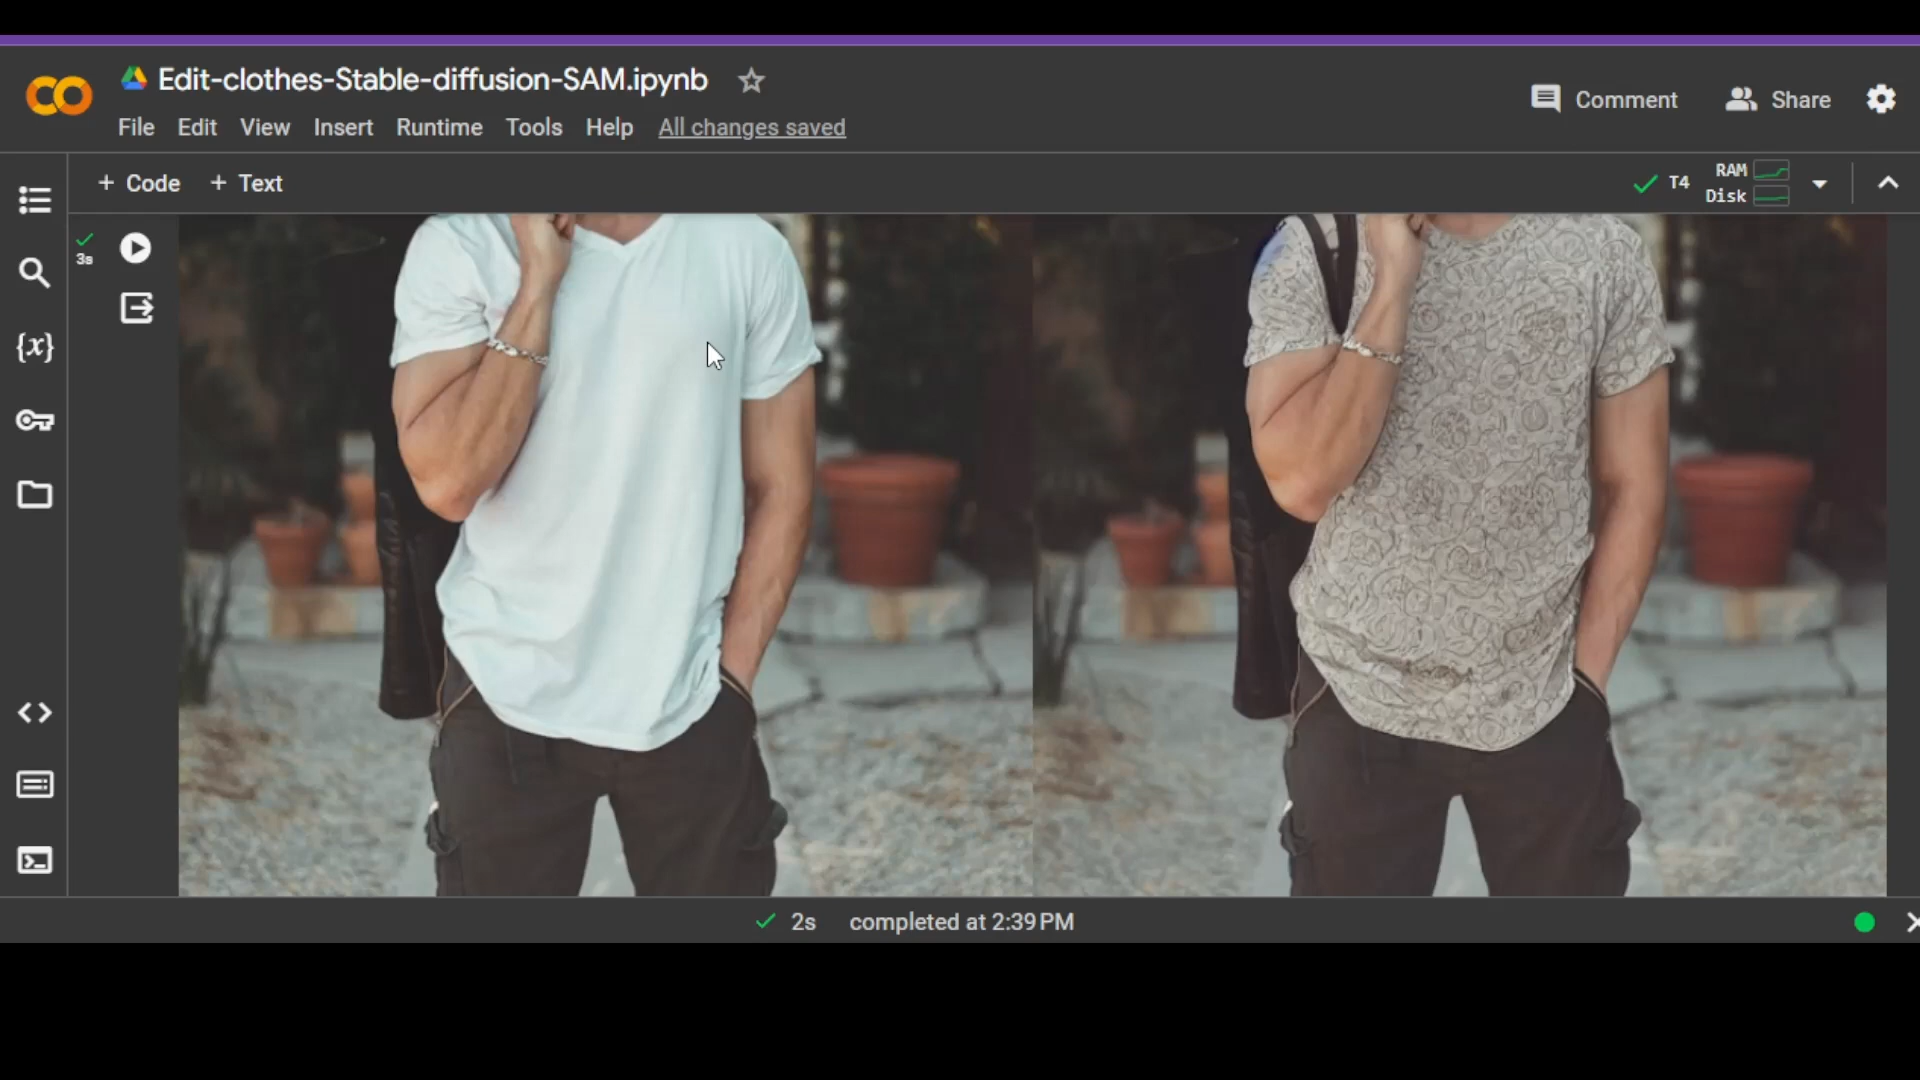 Edit-clothes-Stable-diffusion-SAM.ipynb
File Edit View Insert Runtime Tools Help All changes saved
Comment Share
+ Code + Text
T4 RAM
Disk
3s
{x}
2s completed at 2:39 PM